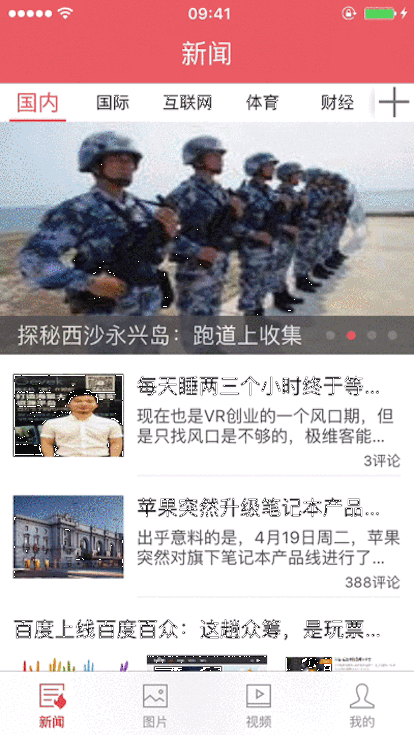 09:41
新闻
国内 国际 互联网 体育 财经
探秘西沙永兴岛：跑道上收集
每天睡两三个小时终于等...
现在也是VR创业的一个风口期，但
是只找风口是不够的，极维客能...
3评论
苹果突然升级笔记本产品...
出乎意料的是，4月19日周二，苹果
突然对旗下笔记本产品线进行了...
388评论
百度上线百度百众：这趟众筹，是玩票...
新闻 图片 视频 我的